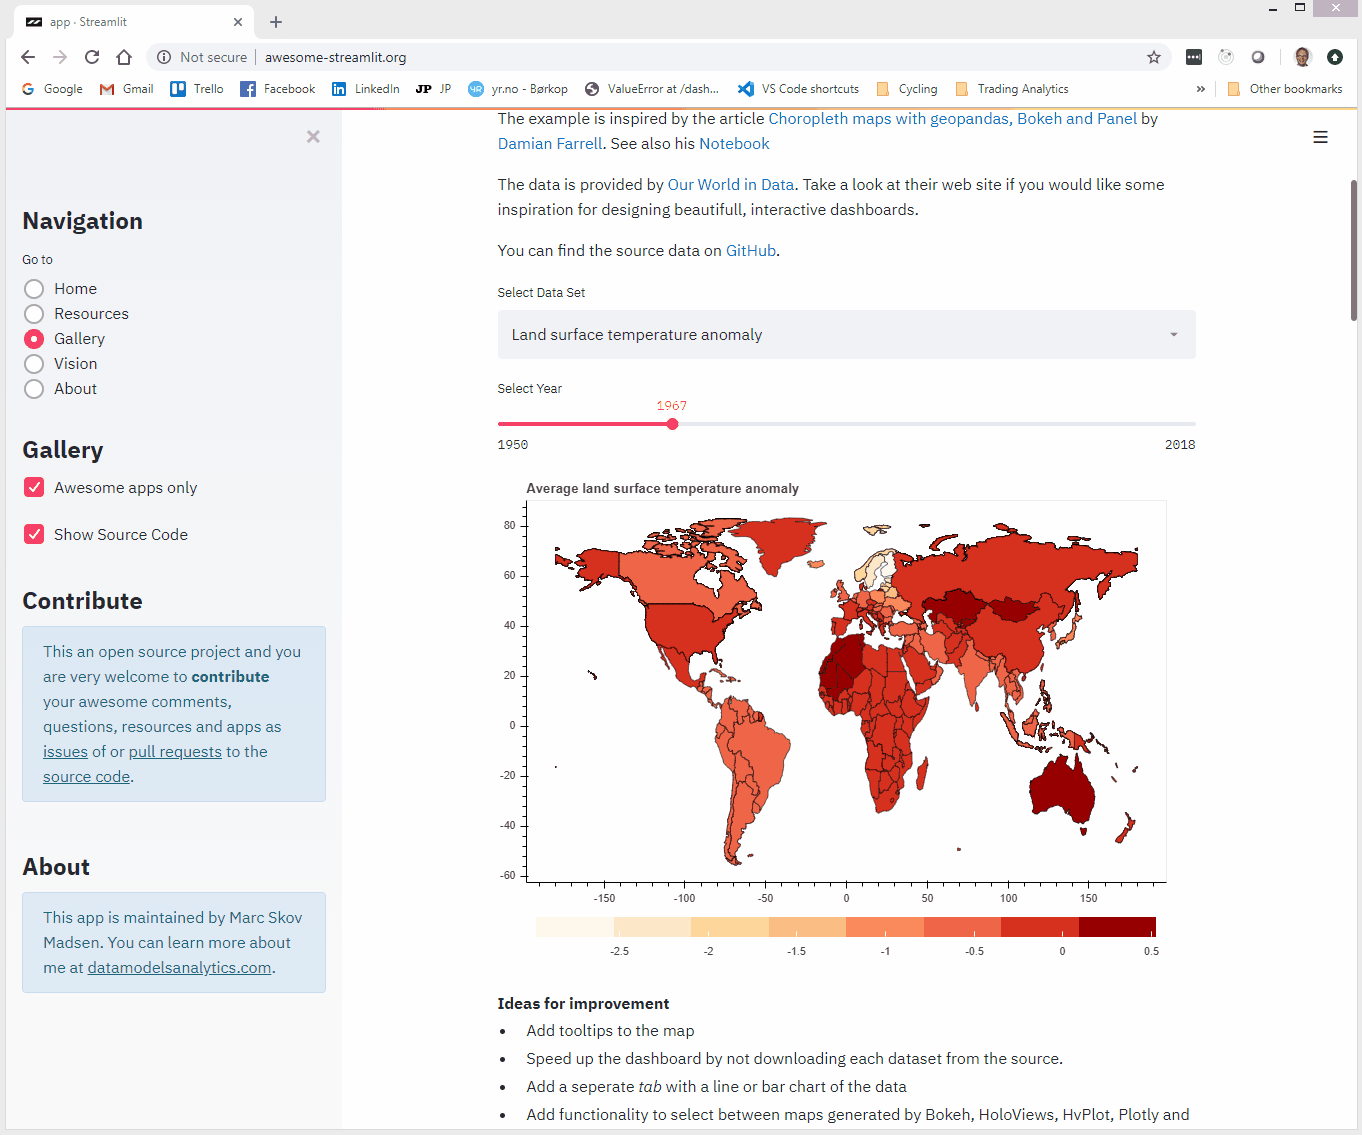 app · Streamlit
Not secure
awesome-streamlit.org
Google
Gmail
Trello
Facebook
LinkedIn
JP JP
yr.no - Børkop
ValueError at /dash...
VS Code shortcuts
Cycling
Trading Analytics
»
Other bookmarks
Navigation
Go to
Home
Resources
Gallery
Vision
About
Gallery
Awesome apps only
Show Source Code
Contribute
This an open source project and you
are very welcome to contribute
your awesome comments,
questions, resources and apps as
issues of or pull requests to the
source code.
About
This app is maintained by Marc Skov
Madsen. You can learn more about
me at datamodelsanalytics.com.
The example is inspired by the article Choropleth maps with geopandas, Bokeh and Panel by
Damian Farrell. See also his Notebook
The data is provided by Our World in Data. Take a look at their web site if you would like some
inspiration for designing beautifull, interactive dashboards.
You can find the source data on GitHub.
Select Data Set
Land surface temperature anomaly
Select Year
1967
1950 2018
Average land surface temperature anomaly
80
60
40
20
0
-20
-40
-60
-150 -100 -50 0 50 100 150
-2.5 -2 -1.5 -1 -0.5 0 0.5
Ideas for improvement
• Add tooltips to the map
• Speed up the dashboard by not downloading each dataset from the source.
• Add a seperate tab with a line or bar chart of the data
• Add functionality to select between maps generated by Bokeh, HoloViews, HvPlot, Plotly and